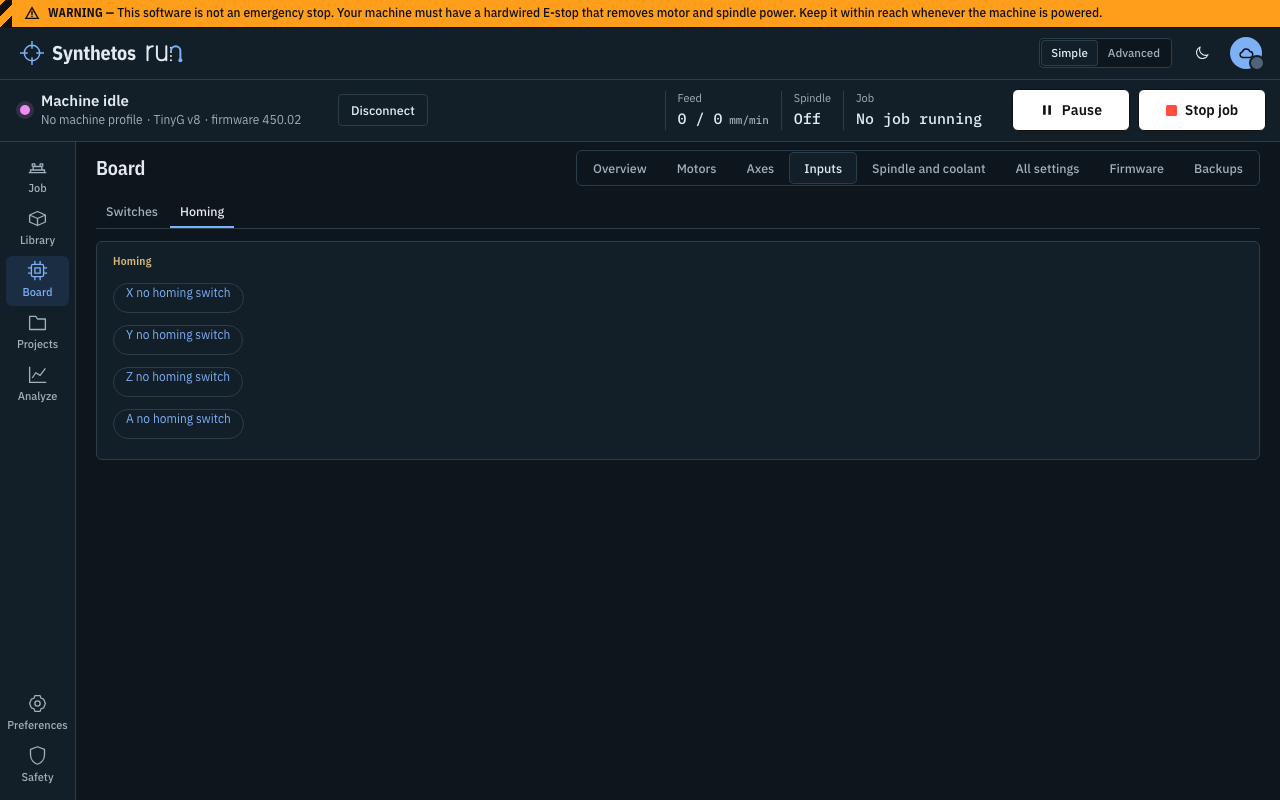 WARNING — This software is not an emergency stop. Your machine must have a hardwired E-stop that removes motor and spindle power. Keep it within reach whenever the machine is powered.
Synthetos run
Simple Advanced
Machine idle
No machine profile · TinyG v8 · firmware 450.02
Disconnect
Feed
0 / 0 mm/min
Spindle
Off
Job
No job running
Pause
Stop job
Job
Library
Board
Projects
Analyze
Preferences
Safety
Board
Overview Motors Axes Inputs Spindle and coolant All settings Firmware Backups
Switches Homing
Homing
X no homing switch
Y no homing switch
Z no homing switch
A no homing switch